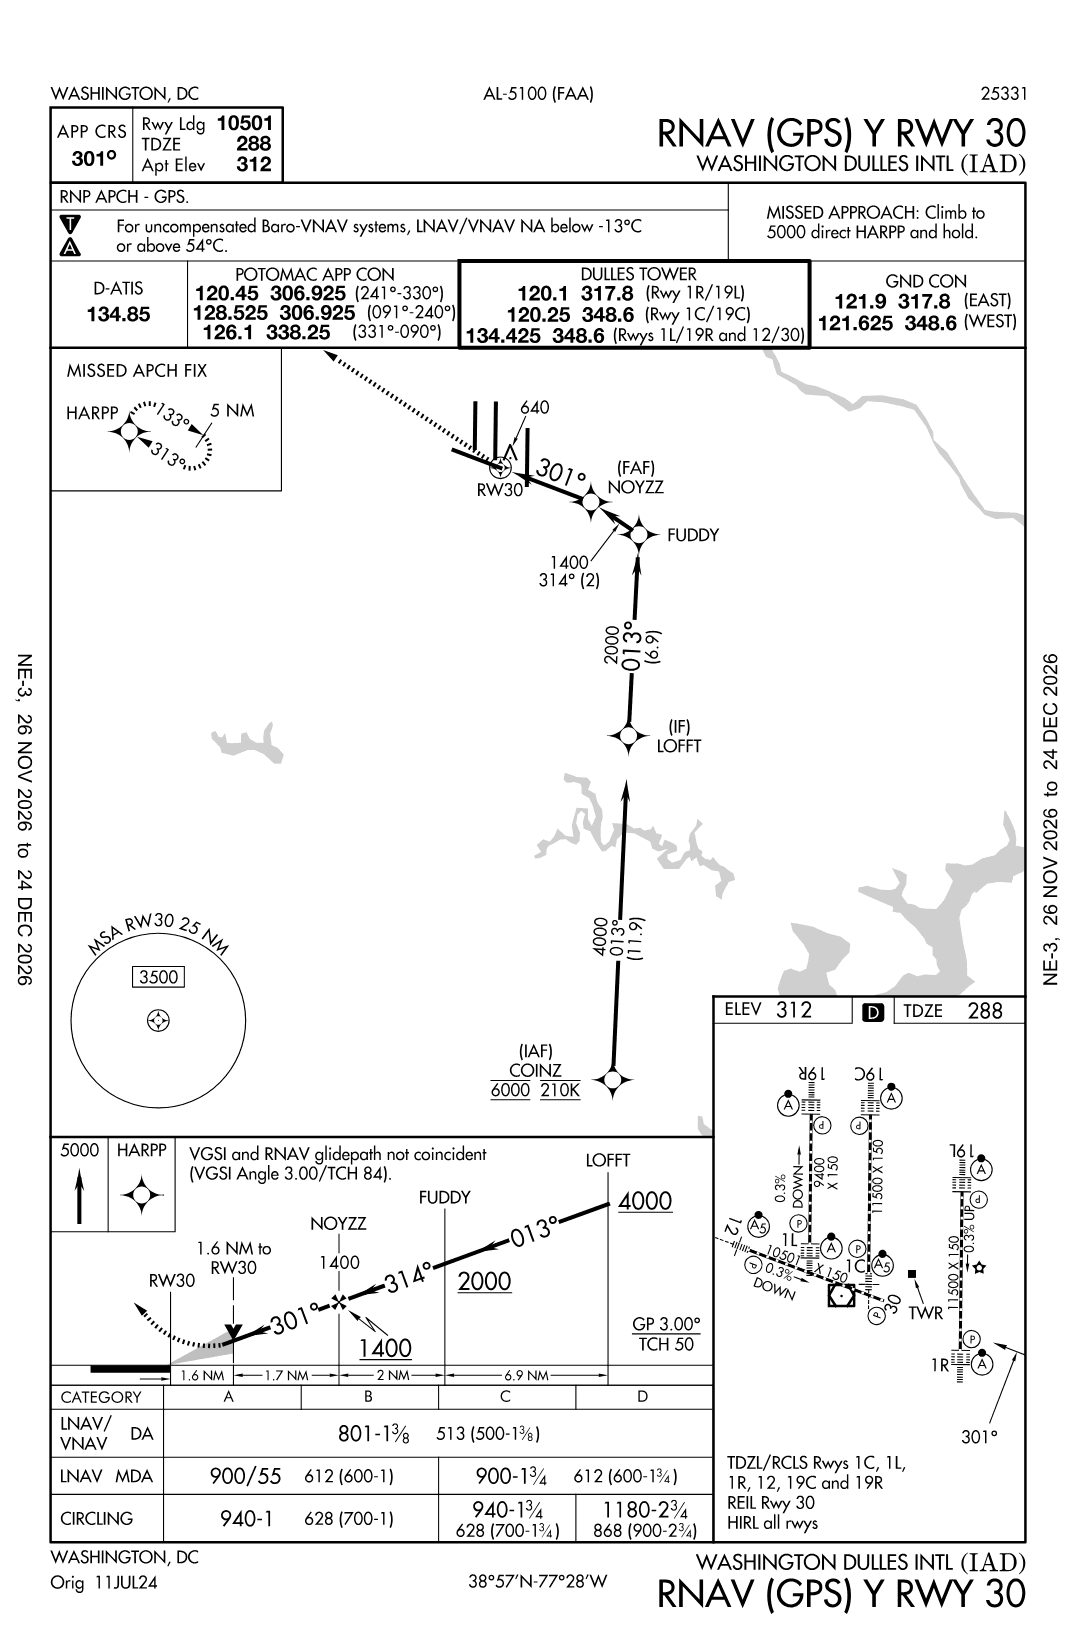 WASHINGTON, DC
AL-5100 (FAA)
25331
APP CRS
301°
Rwy Ldg 10501
TDZE 288
Apt Elev 312
RNAV (GPS) Y RWY 30
WASHINGTON DULLES INTL (IAD)
RNP APCH - GPS.
T
A
For uncompensated Baro-VNAV systems, LNAV/VNAV NA below -13°C
or above 54°C.
MISSED APPROACH: Climb to
5000 direct HARPP and hold.
D-ATIS
134.85
POTOMAC APP CON
120.45 306.925 (241°-330°)
128.525 306.925 (091°-240°)
126.1 338.25 (331°-090°)
DULLES TOWER
120.1 317.8 (Rwy 1R/19L)
120.25 348.6 (Rwy 1C/19C)
134.425 348.6 (Rwys 1L/19R and 12/30)
GND CON
121.9 317.8 (EAST)
121.625 348.6 (WEST)
MISSED APCH FIX
HARPP
133°
5 NM
313°
640
RW30
301°
(FAF)
NOYZZ
FUDDY
1400
314° (2)
2000
013°
(6.9)
(IF)
LOFFT
4000
013°
(11.9)
(IAF)
COINZ
6000 210K
MSA RW30 25 NM
3500
NE-3, 26 NOV 2026 to 24 DEC 2026
NE-3, 26 NOV 2026 to 24 DEC 2026
ELEV 312
D
TDZE 288
19R
19C
A
A
P
P
0.3%
DOWN
9400
X 150
11500 X 150
19L
A
P
0.3% UP
12
A5
P
1L
A
P
1C
A5
P
10501 X 150
0.3%
DOWN
30
P
TWR
11500 X 150
1R
P
A
301°
TDZL/RCLS Rwys 1C, 1L,
1R, 12, 19C and 19R
REIL Rwy 30
HIRL all rwys
5000
HARPP
VGSI and RNAV glidepath not coincident
(VGSI Angle 3.00/TCH 84).
LOFFT
FUDDY
NOYZZ
1.6 NM to
RW30
RW30
1400
4000
013°
2000
314°
301°
1400
GP 3.00°
TCH 50
1.6 NM
1.7 NM
2 NM
6.9 NM
CATEGORY A B C D
LNAV/
VNAV DA 801-1⅜ 513 (500-1⅜)
LNAV MDA 900/55 612 (600-1) 900-1¾ 612 (600-1¾)
CIRCLING 940-1 628 (700-1) 940-1¾ 628 (700-1¾) 1180-2¾ 868 (900-2¾)
WASHINGTON, DC
Orig 11JUL24
38°57'N-77°28'W
WASHINGTON DULLES INTL (IAD)
RNAV (GPS) Y RWY 30